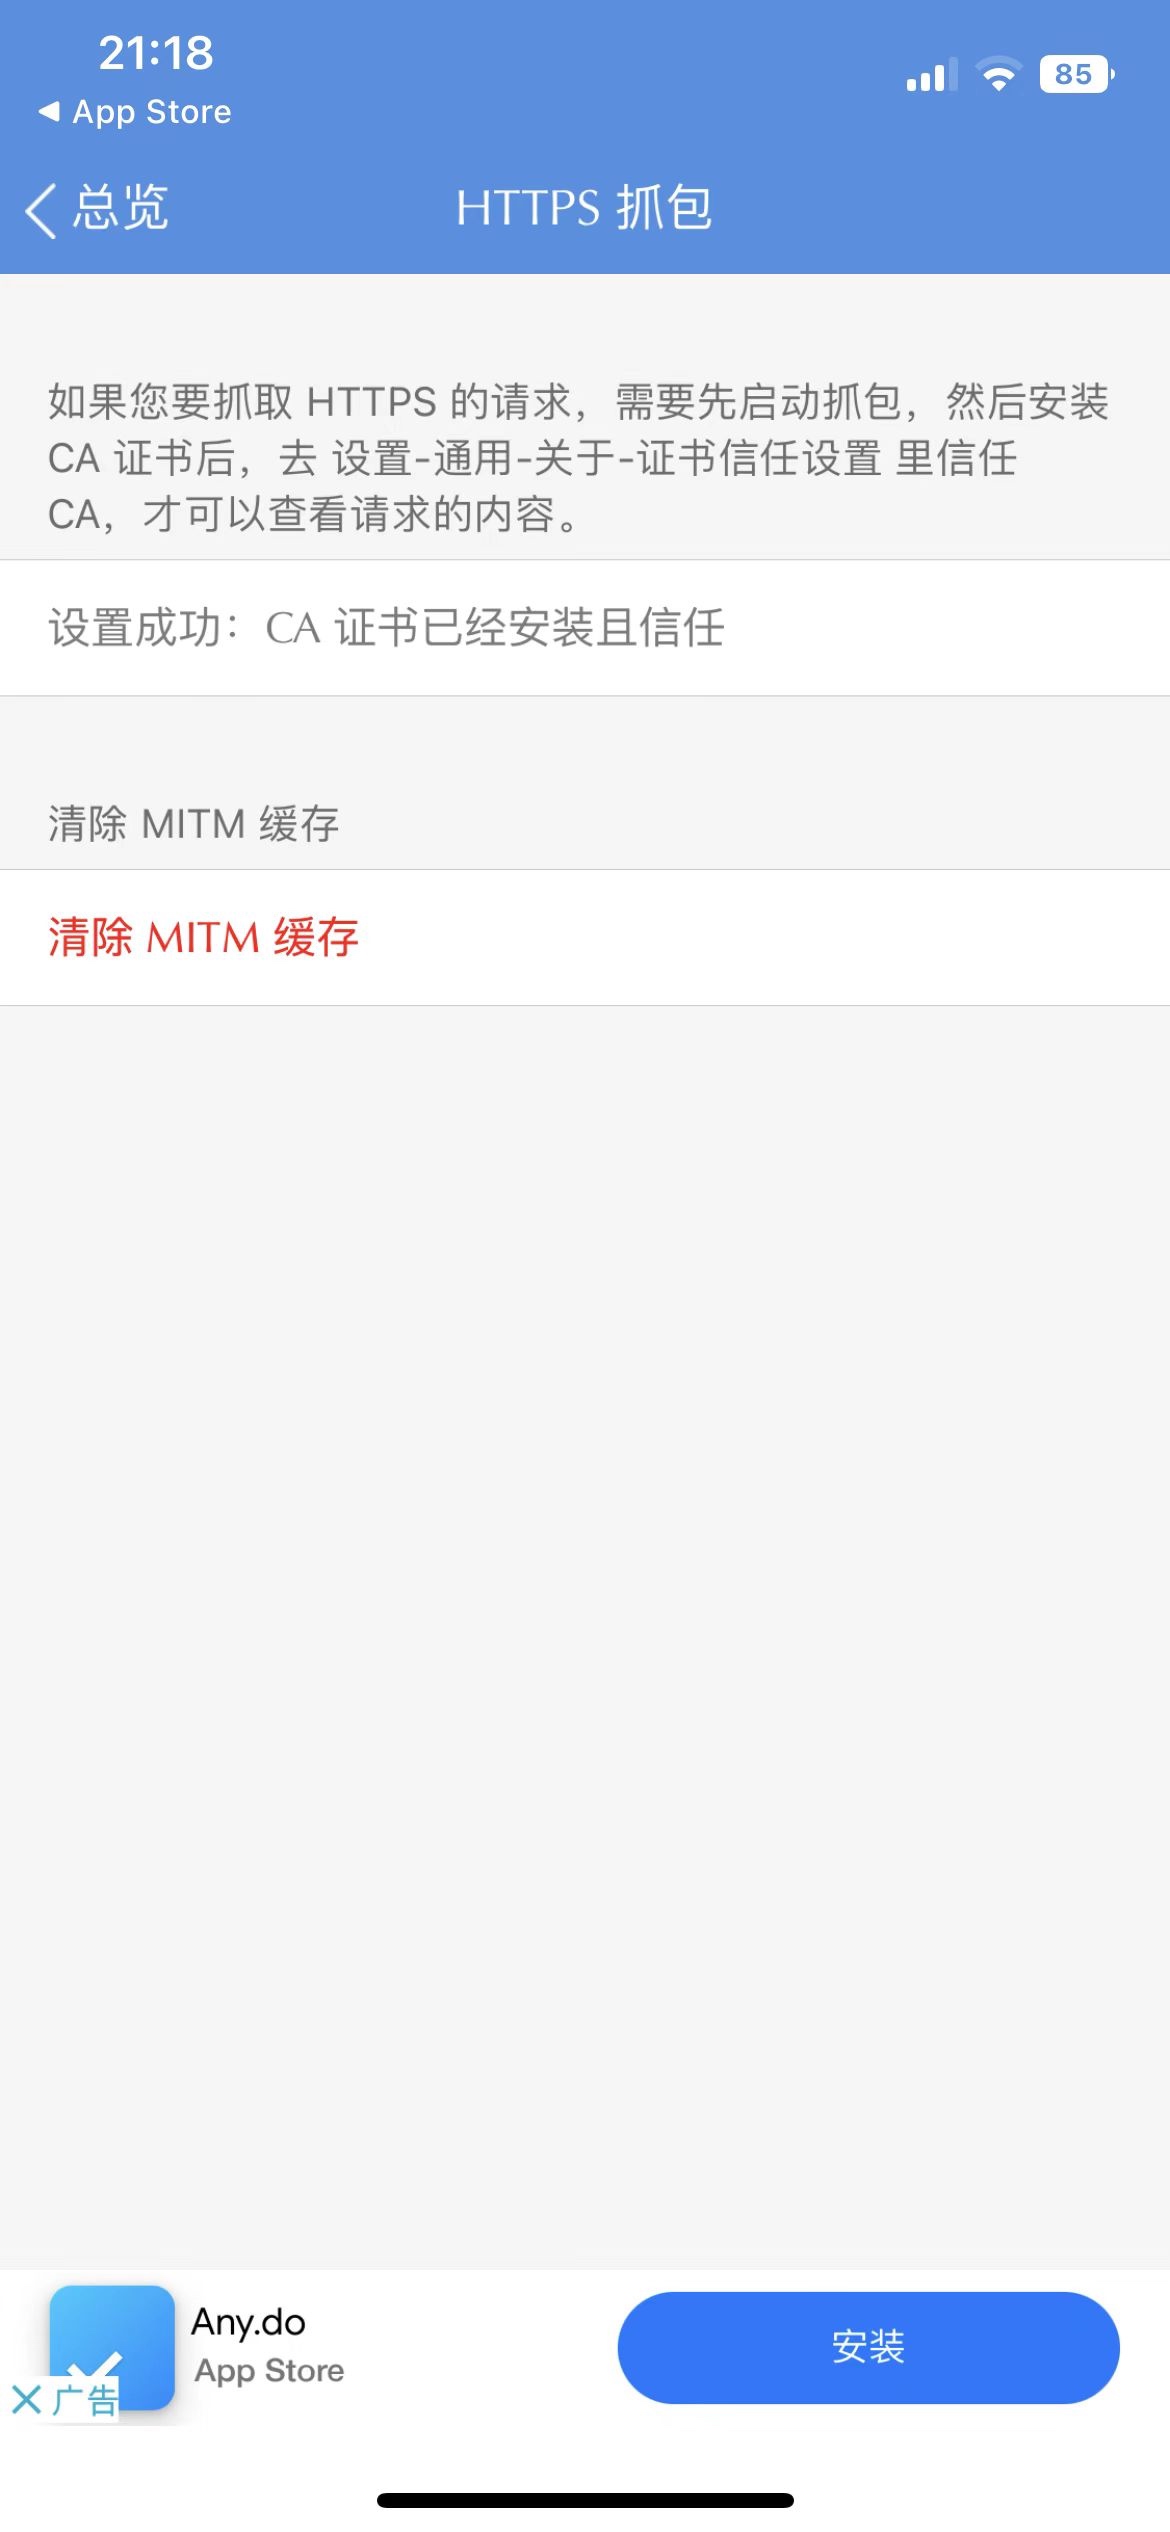 21:18
85
◀ App Store
总览
HTTPS 抓包
如果您要抓取 HTTPS 的请求，需要先启动抓包，然后安装
CA 证书后，去 设置-通用-关于-证书信任设置 里信任
CA，才可以查看请求的内容。
设置成功：CA 证书已经安装且信任
清除 MITM 缓存
清除 MITM 缓存
Any.do
App Store
安装
广告